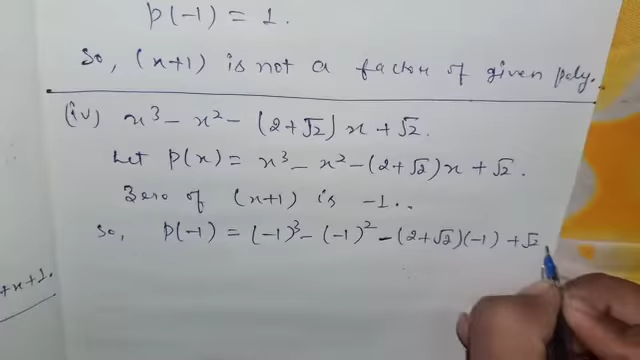 p(-1) = 1.
So, (x+1) is not a factor of given poly..
(iv) x³ - x² - (2+√2)x + √2.
Let p(x) = x³ - x² - (2+√2)x + √2.
Zero of (x+1) is -1..
So, p(-1) = (-1)³ - (-1)² - (2+√2)(-1) + √2
+x+1.